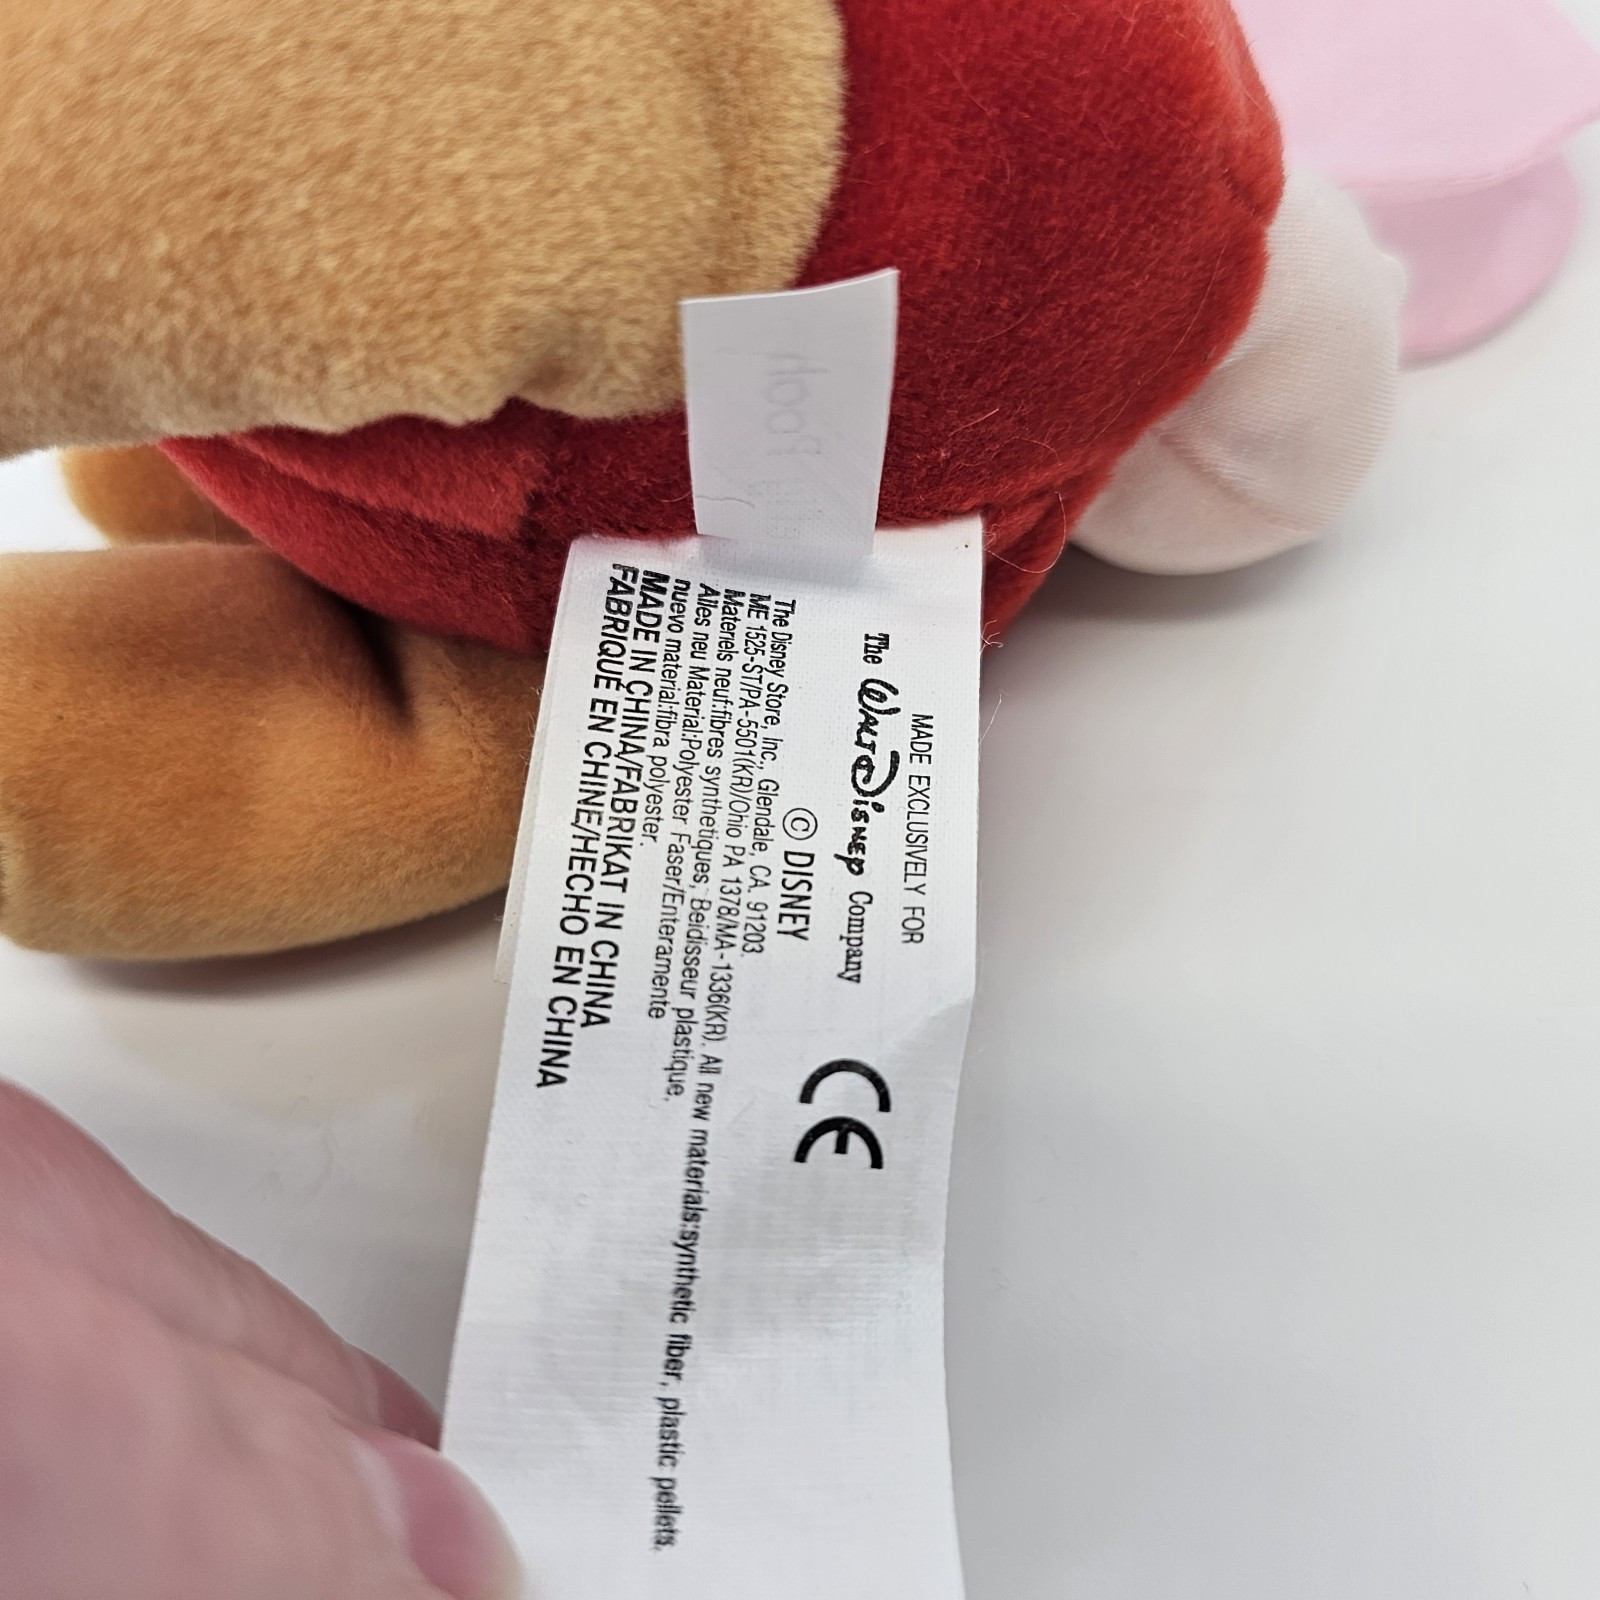 Pooh
MADE EXCLUSIVELY FOR
The WALT DISNEY Company
© DISNEY
CE
The Disney Store, Inc., Glendale, CA. 91203.
ME 1525-ST/PA-5501(KR)/Ohio PA 1378/MA-1336(KR). All new materials:synthetic fiber, plastic pellets.
Materiels neuf:fibres synthetiques, Beidisseur plastique.
Alles neu Material:Polyester Faser/Enteramente
nuevo material:fibra polyester.
MADE IN CHINA/FABRIKAT IN CHINA
FABRIQUÉ EN CHINE/HECHO EN CHINA